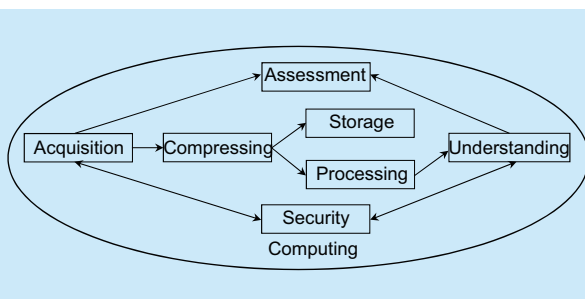 Assessment
Storage
Acquisition
Compressing
Understanding
Processing
Security
Computing